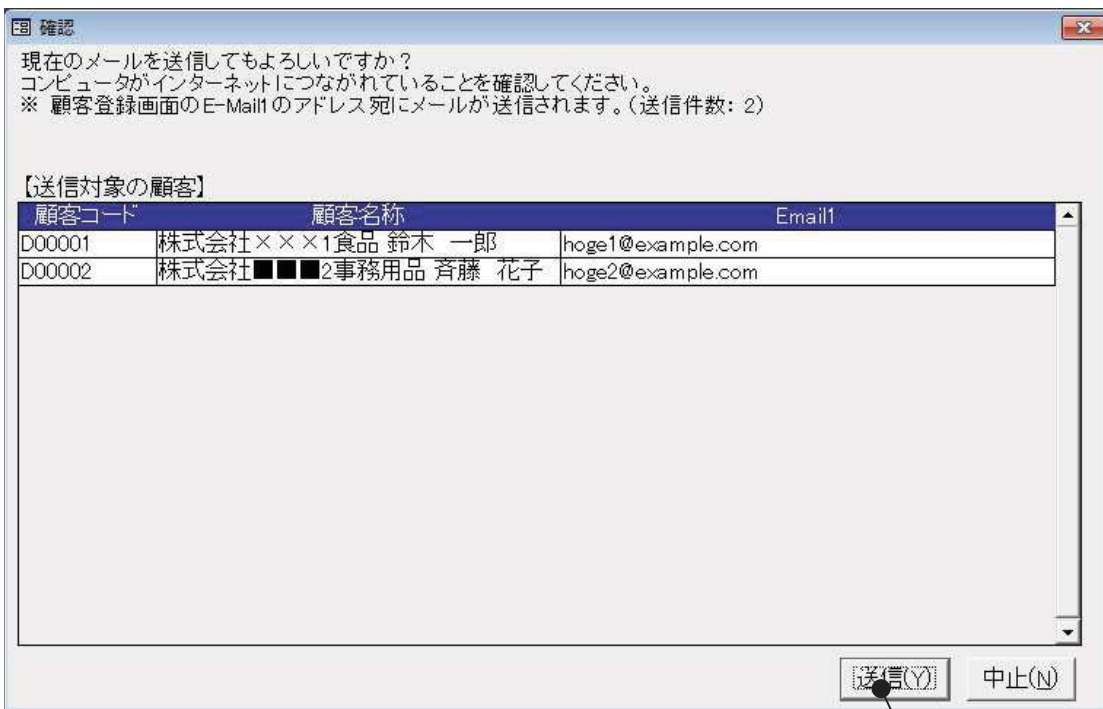 確認
現在のメールを送信してもよろしいですか?
コンピュータがインターネットにつながれていることを確認してください。
※ 顧客登録画面のE-Mail1のアドレス宛にメールが送信されます。(送信件数: 2)
【送信対象の顧客】
顧客コード 顧客名称 Email1
D00001 株式会社×××1食品 鈴木 一郎 hoge1@example.com
D00002 株式会社■■■2事務用品 斉藤 花子 hoge2@example.com
送信(Y) 中止(N)